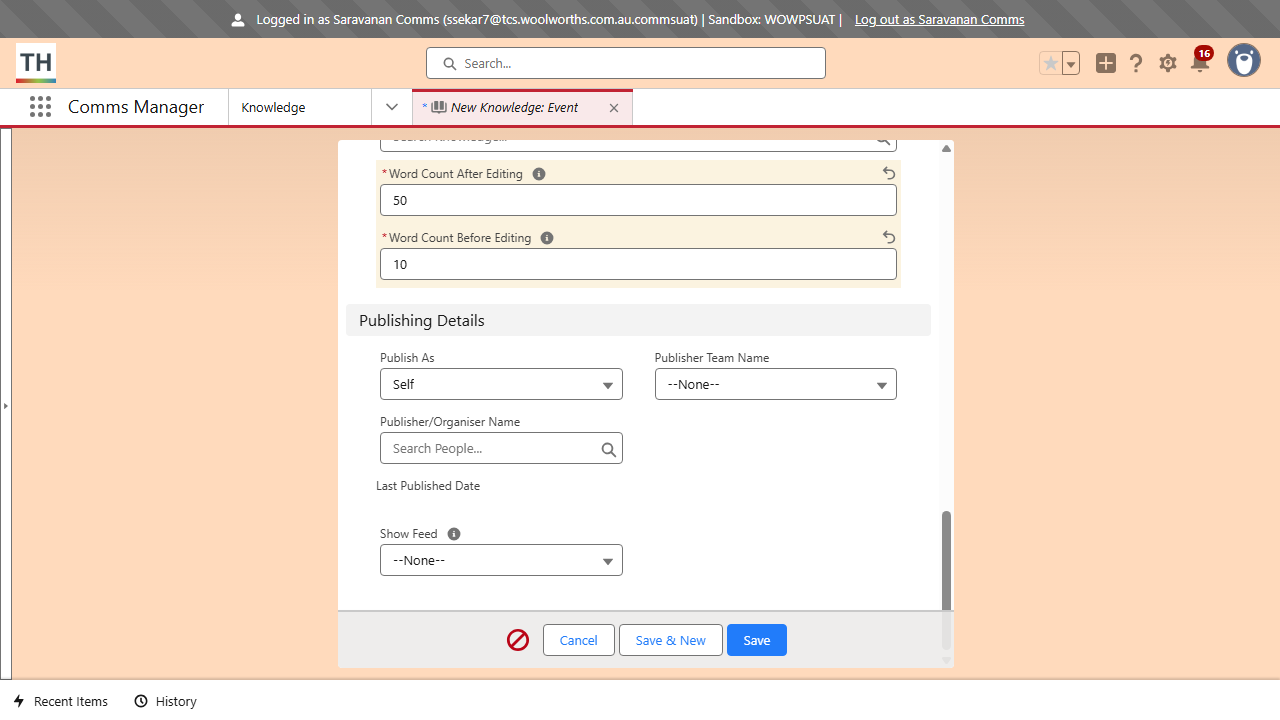 Logged in as Saravanan Comms (ssekar7@tcs.woolworths.com.au.commsuat) | Sandbox: WOWPSUAT | Log out as Saravanan Comms
TH
Search...
16
Comms Manager
Knowledge
* New Knowledge: Event
*Word Count After Editing
50
*Word Count Before Editing
10
Publishing Details
Publish As
Publisher Team Name
Self
--None--
Publisher/Organiser Name
Search People...
Last Published Date
Show Feed
--None--
Cancel
Save & New
Save
Recent Items
History